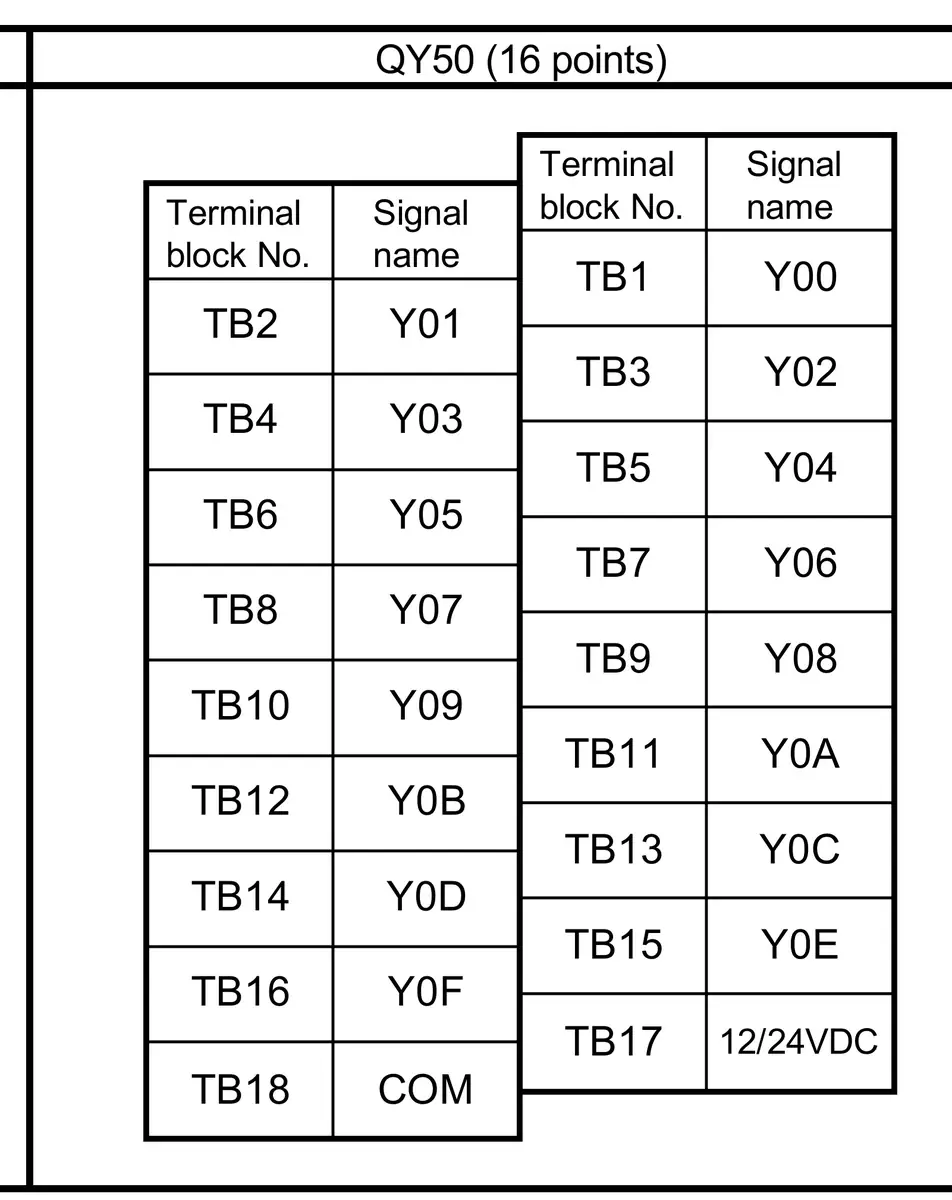 QY50 (16 points)
Terminal Signal
block No. name
TB2 Y01
TB4 Y03
TB6 Y05
TB8 Y07
TB10 Y09
TB12 Y0B
TB14 Y0D
TB16 Y0F
TB18 COM
Terminal Signal
block No. name
TB1 Y00
TB3 Y02
TB5 Y04
TB7 Y06
TB9 Y08
TB11 Y0A
TB13 Y0C
TB15 Y0E
TB17 12/24VDC